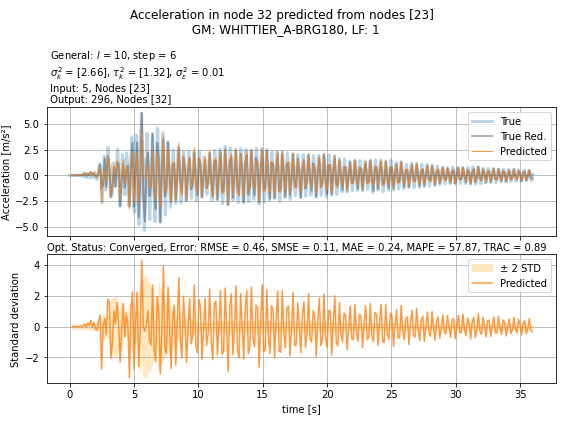 Acceleration in node 32 predicted from nodes [23]
GM: WHITTIER_A-BRG180, LF: 1
General: l = 10, step = 6
σ²ₖ = [2.66], τ²ₖ = [1.32], σ²ε = 0.01
Input: 5, Nodes [23]
Output: 296, Nodes [32]
Acceleration [m/s²]
5.0
2.5
0.0
−2.5
−5.0
True
True Red.
Predicted
Opt. Status: Converged, Error: RMSE = 0.46, SMSE = 0.11, MAE = 0.24, MAPE = 57.87, TRAC = 0.89
Standard deviation
4
2
0
−2
± 2 STD
Predicted
0 5 10 15 20 25 30 35
time [s]